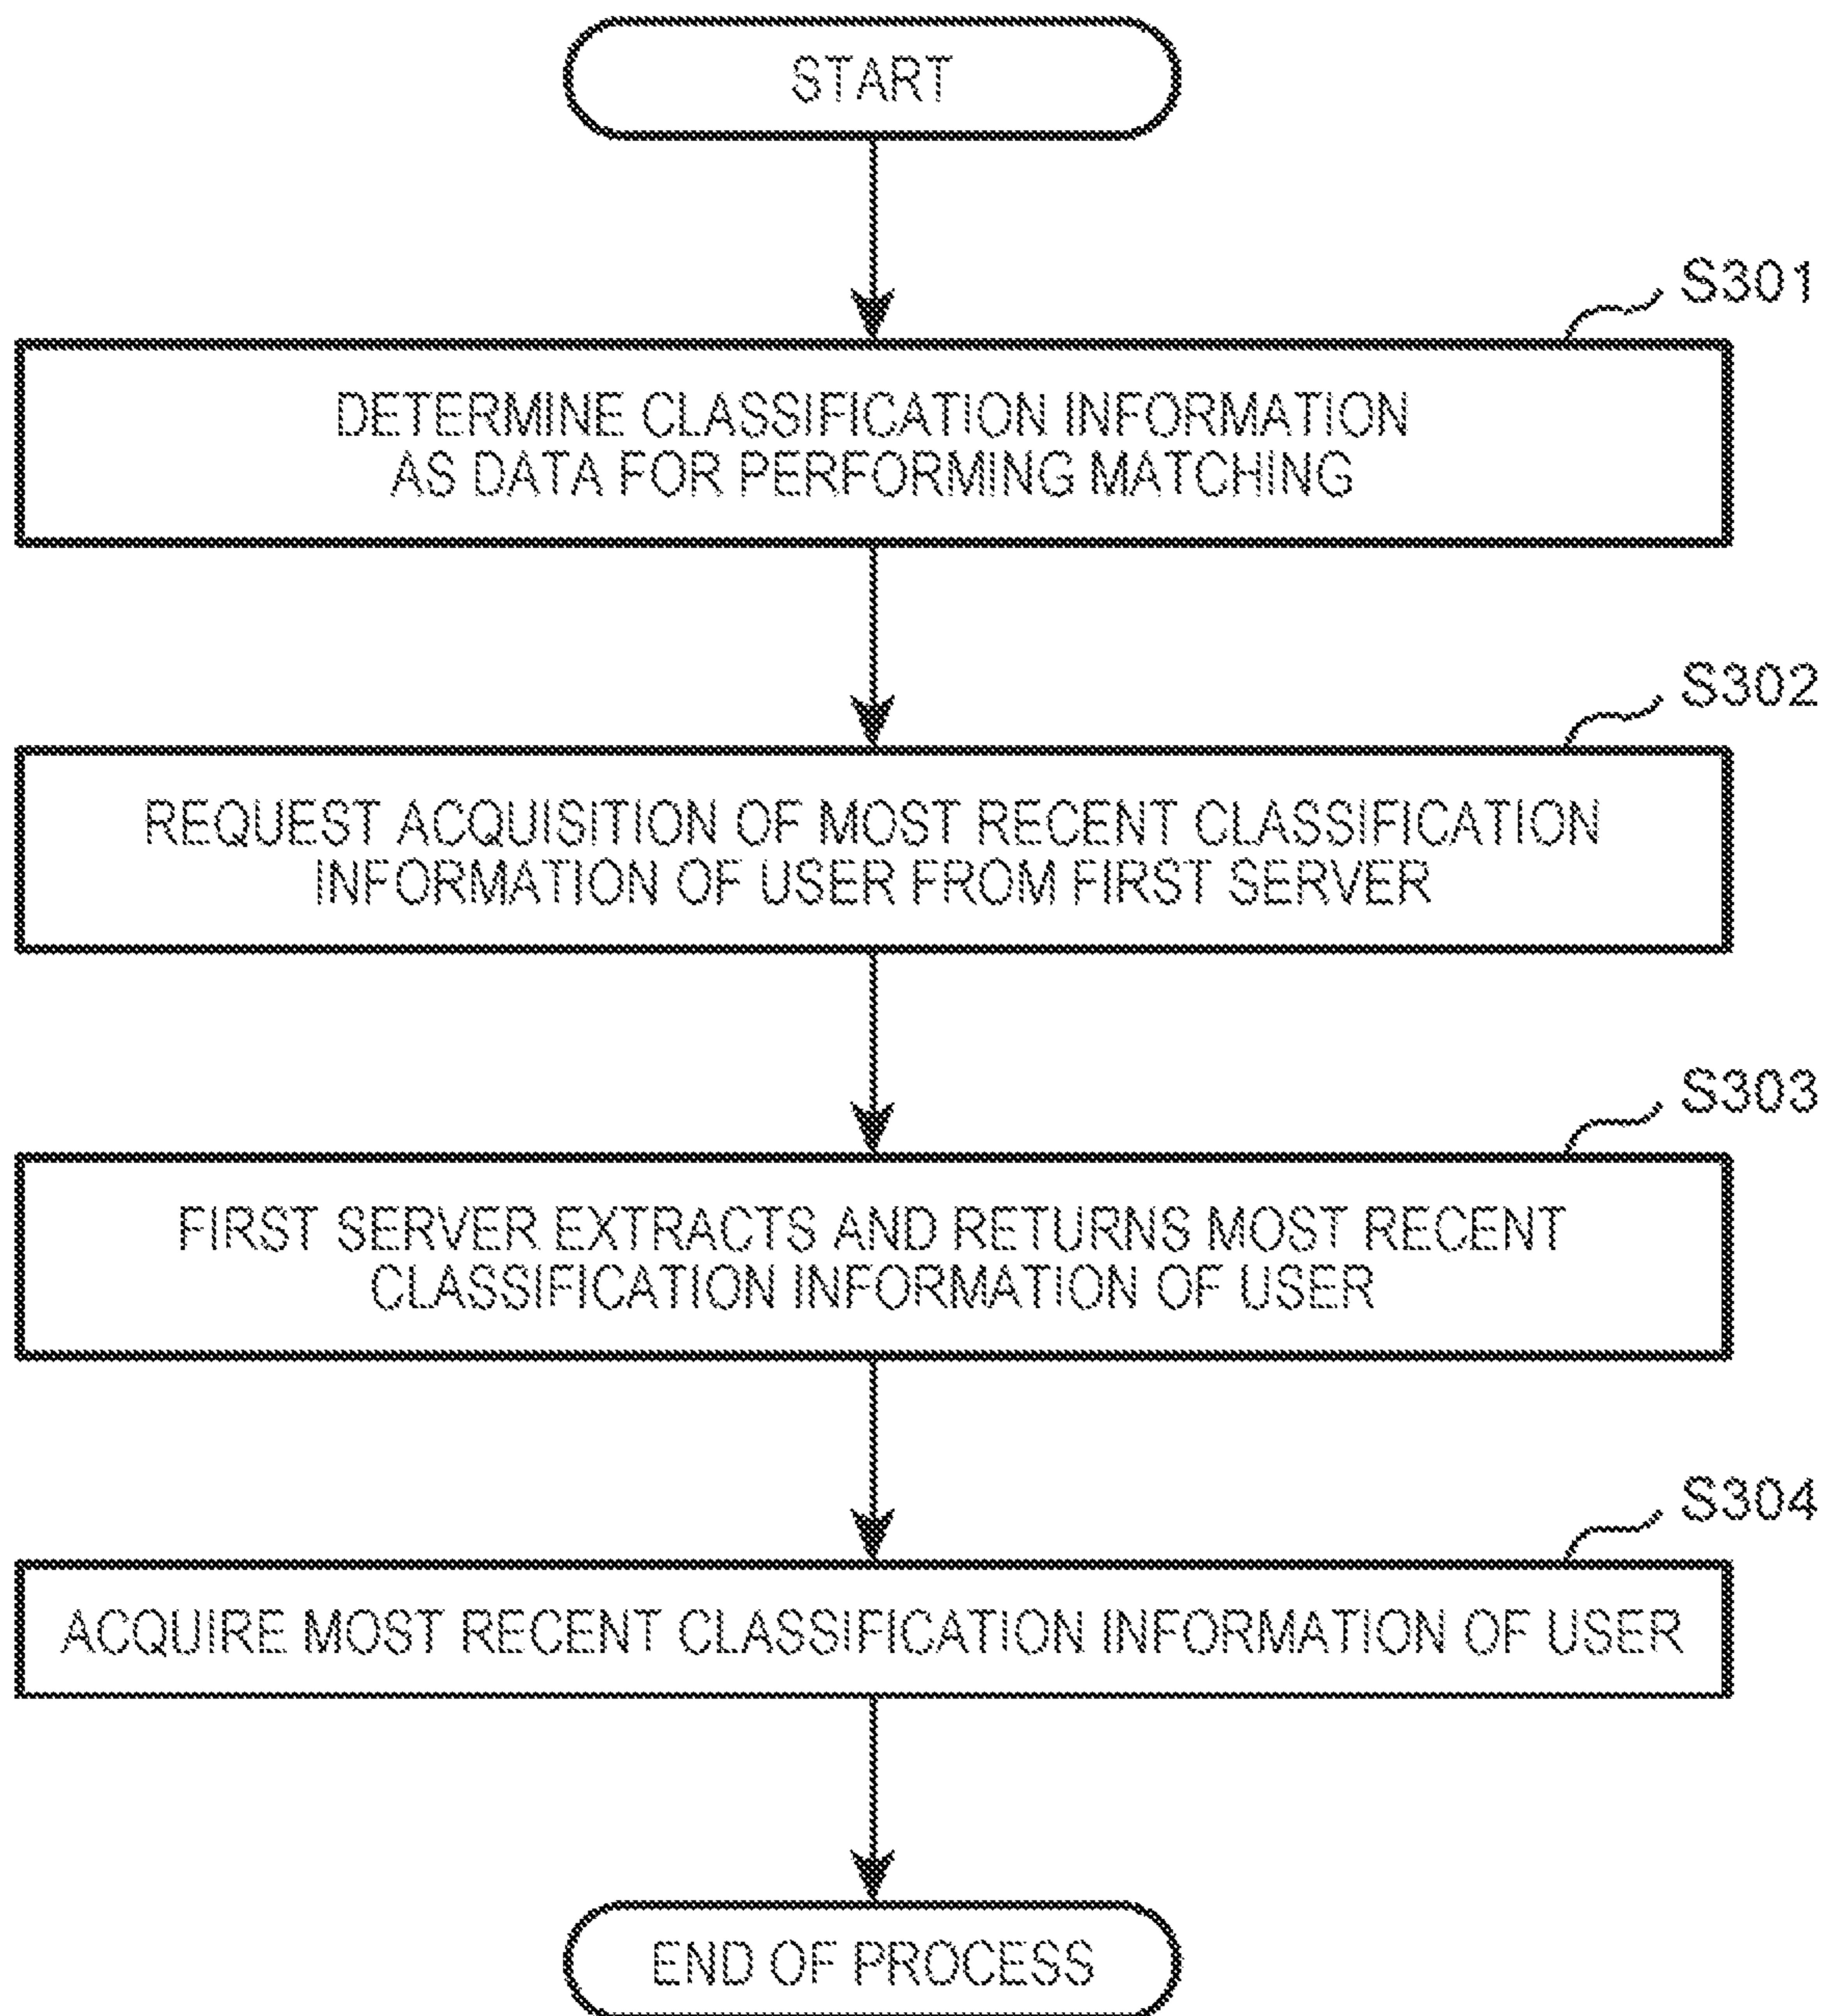 START
S301
DETERMINE CLASSIFICATION INFORMATION
AS DATA FOR PERFORMING MATCHING
S302
REQUEST ACQUISITION OF MOST RECENT CLASSIFICATION
INFORMATION OF USER FROM FIRST SERVER
S303
FIRST SERVER EXTRACTS AND RETURNS MOST RECENT
CLASSIFICATION INFORMATION OF USER
S304
ACQUIRE MOST RECENT CLASSIFICATION INFORMATION OF USER
END OF PROCESS